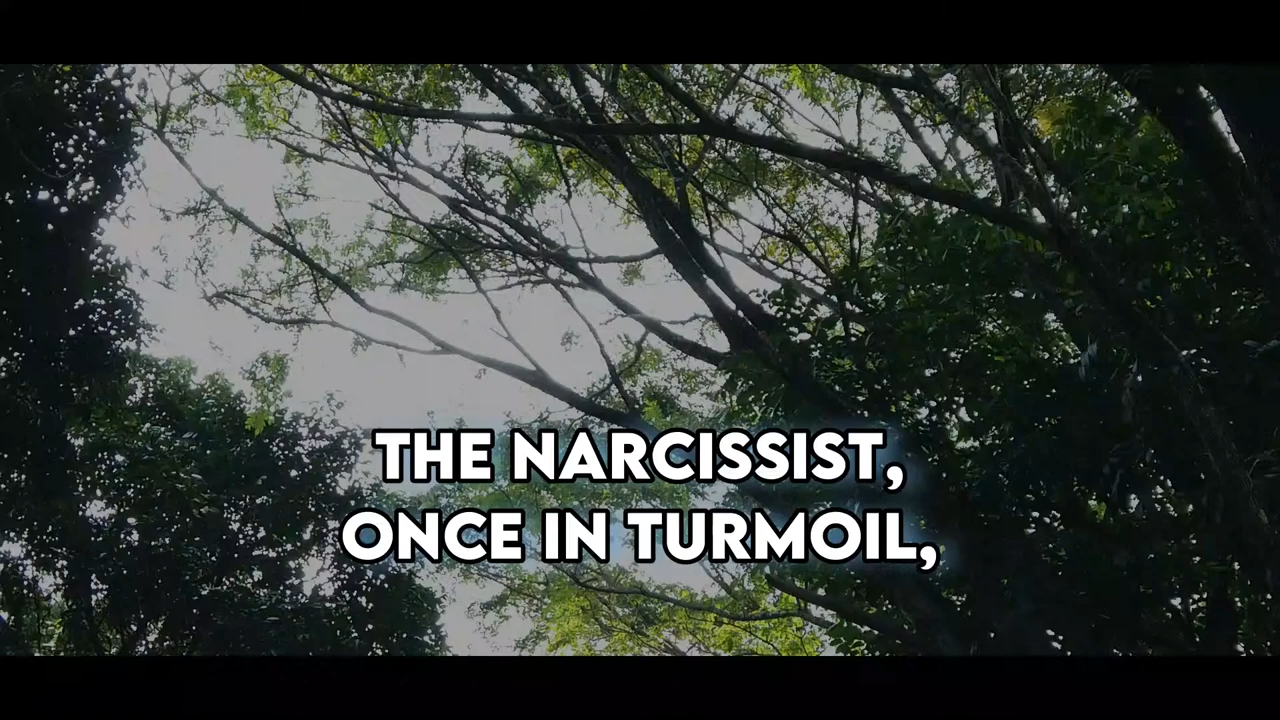 THE NARCISSIST,
ONCE IN TURMOIL,